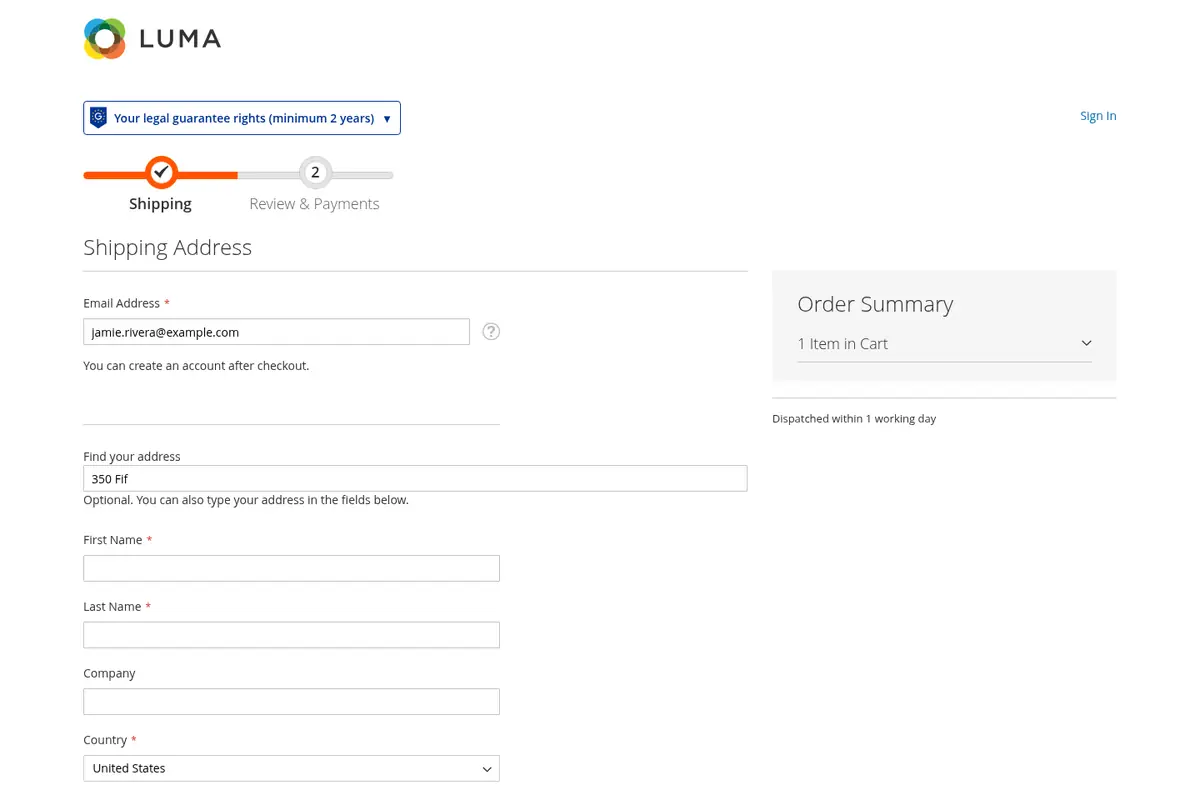 LUMA
Your legal guarantee rights (minimum 2 years) ▼
Sign In
2
Shipping
Review & Payments
Shipping Address
Email Address *
jamie.rivera@example.com
?
You can create an account after checkout.
Order Summary
1 Item in Cart
Dispatched within 1 working day
Find your address
350 Fif
Optional. You can also type your address in the fields below.
First Name *
Last Name *
Company
Country *
United States